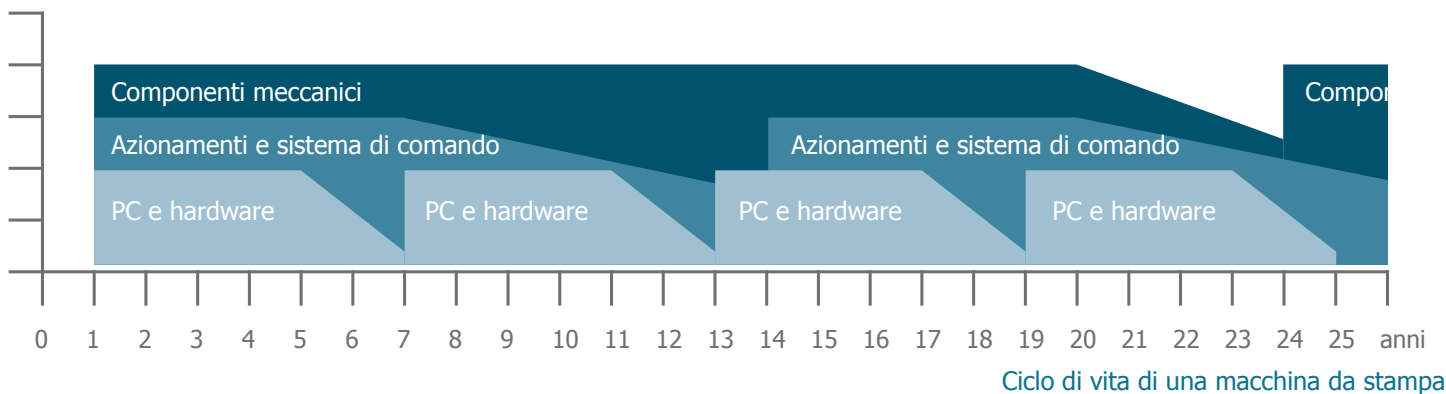 Componenti meccanici
Compor
Azionamenti e sistema di comando
Azionamenti e sistema di comando
PC e hardware
PC e hardware
PC e hardware
PC e hardware
0 1 2 3 4 5 6 7 8 9 10 11 12 13 14 15 16 17 18 19 20 21 22 23 24 25 anni
Ciclo di vita di una macchina da stampa